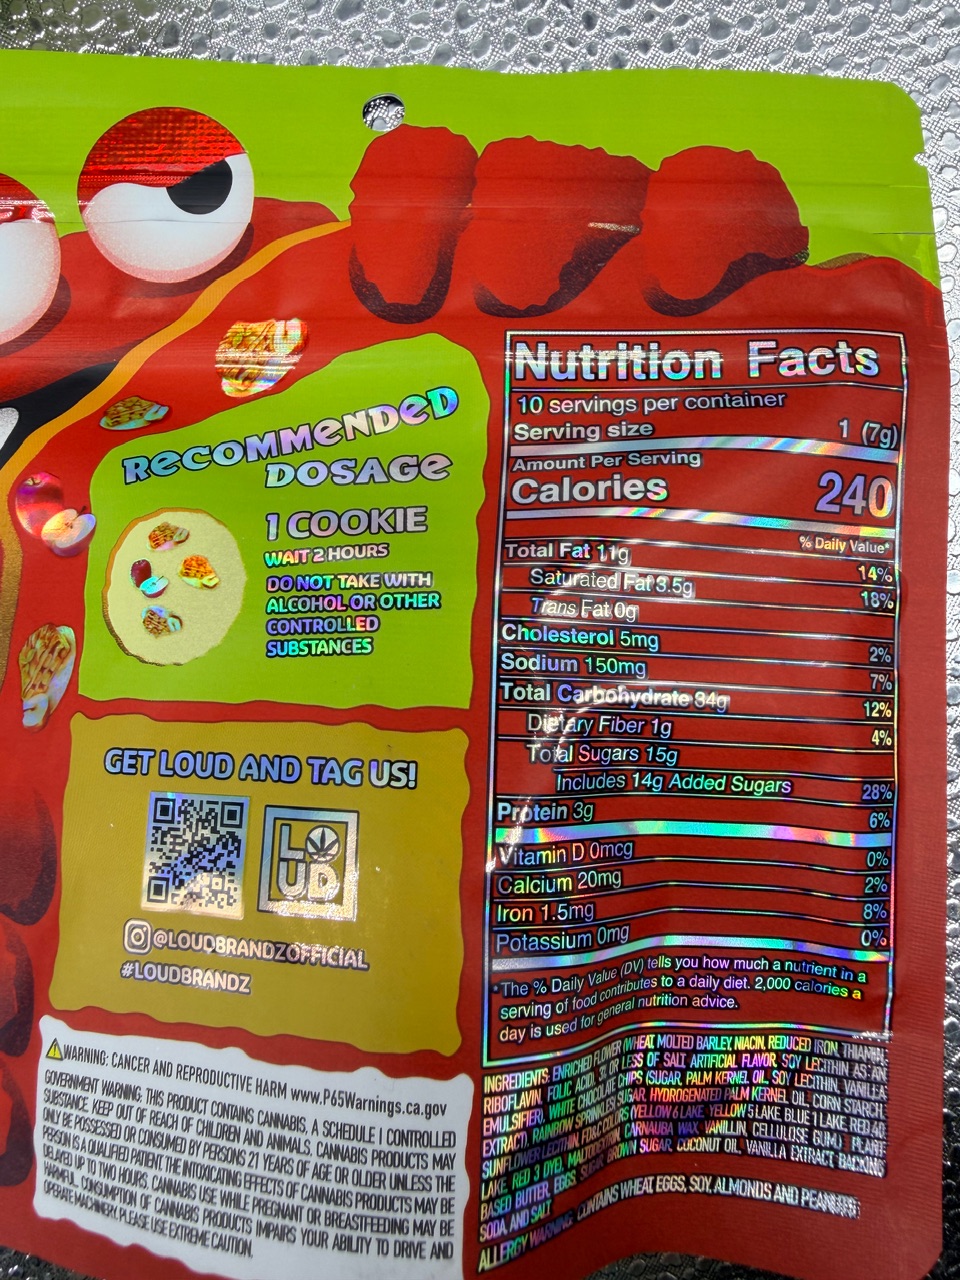 RECOMMENDED
DOSAGE
1 COOKIE
WAIT 2 HOURS
DO NOT TAKE WITH
ALCOHOL OR OTHER
CONTROLLED
SUBSTANCES
GET LOUD AND TAG US!
LOUD
@LOUDBRANDZOFFICIAL
#LOUDBRANDZ
WARNING: CANCER AND REPRODUCTIVE HARM www.P65Warnings.ca.gov
GOVERNMENT WARNING: THIS PRODUCT CONTAINS CANNABIS, A SCHEDULE I CONTROLLED
SUBSTANCE. KEEP OUT OF REACH OF CHILDREN AND ANIMALS. CANNABIS PRODUCTS MAY
ONLY BE POSSESSED OR CONSUMED BY PERSONS 21 YEARS OF AGE OR OLDER UNLESS THE
PERSON IS A QUALIFIED PATIENT. THE INTOXICATING EFFECTS OF CANNABIS PRODUCTS MAY BE
DELAYED UP TO TWO HOURS. CANNABIS USE WHILE PREGNANT OR BREASTFEEDING MAY BE
HARMFUL. CONSUMPTION OF CANNABIS PRODUCTS IMPAIRS YOUR ABILITY TO DRIVE AND
OPERATE MACHINERY. PLEASE USE EXTREME CAUTION.
Nutrition Facts
10 servings per container
Serving size 1 (7g)
Amount Per Serving
Calories 240
% Daily Value*
Total Fat 11g 14%
Saturated Fat 3.5g 18%
Trans Fat 0g
Cholesterol 5mg 2%
Sodium 150mg 7%
Total Carbohydrate 34g 12%
Dietary Fiber 1g 4%
Total Sugars 15g
Includes 14g Added Sugars 28%
Protein 3g 6%
Vitamin D 0mcg 0%
Calcium 20mg 2%
Iron 1.5mg 8%
Potassium 0mg 0%
*The % Daily Value (DV) tells you how much a nutrient in a
serving of food contributes to a daily diet. 2,000 calories a
day is used for general nutrition advice.
INGREDIENTS: ENRICHED FLOWER (WHEAT MOLTED BARLEY, NIACIN, REDUCED IRON, THIAMIN,
RIBOFLAVIN, FOLIC ACID, % OR LESS OF SALT ARTIFICIAL FLAVOR, SOY LECITHIN AS AN
EMULSIFIER), WHITE CHOCOLATE CHIPS (SUGAR, PALM KERNEL OIL, SOY LECITHIN, VANILLA
EXTRACT), RAINBOW SPRINKLES SUGAR, HYDROGENATED PALM KERNEL OIL, CORN STARCH,
SUNFLOWER LECITHIN, FD&C COLORS (YELLOW 6 LAKE, YELLOW 5 LAKE BLUE 1 LAKE RED 40
LAKE, RED 3 DYE), MALTODEXTRIN, CARNAUBA WAX, VANILLIN, CELLULOSE GUM,) PLANT
BASED BUTTER, EGGS, SUGAR BROWN SUGAR, COCONUT OIL, VANILLA EXTRACT BACKING
SODA, AND SALT
ALLERGY WARNING: CONTAINS WHEAT, EGGS, SOY, ALMONDS AND PEANUTS